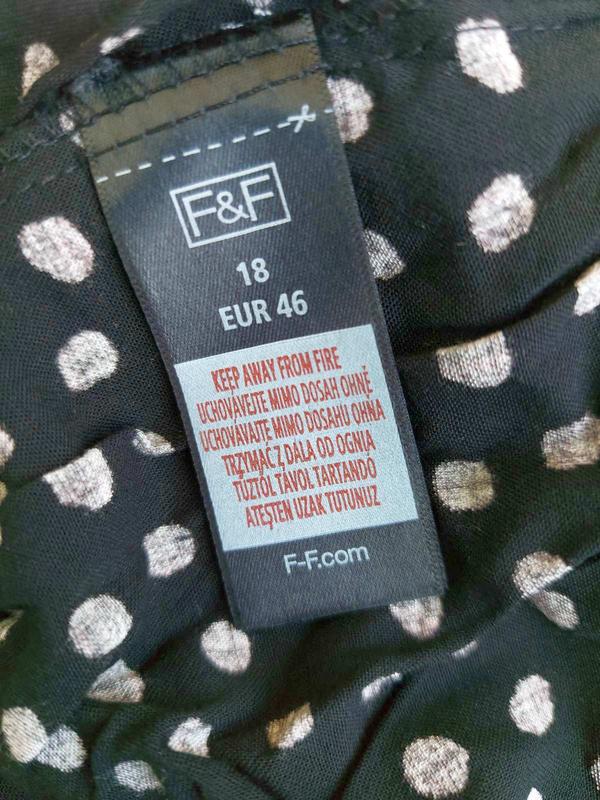 F&F
18
EUR 46
KEEP AWAY FROM FIRE
UCHOVÁVEJTE MIMO DOSAH OHNĚ
UCHOVÁVAJTE MIMO DOSAHU OHŇA
TRZYMAĆ Z DALA OD OGNIA
TŰZTŐL TÁVOL TARTANDÓ
ATEŞTEN UZAK TUTUNUZ
F-F.com